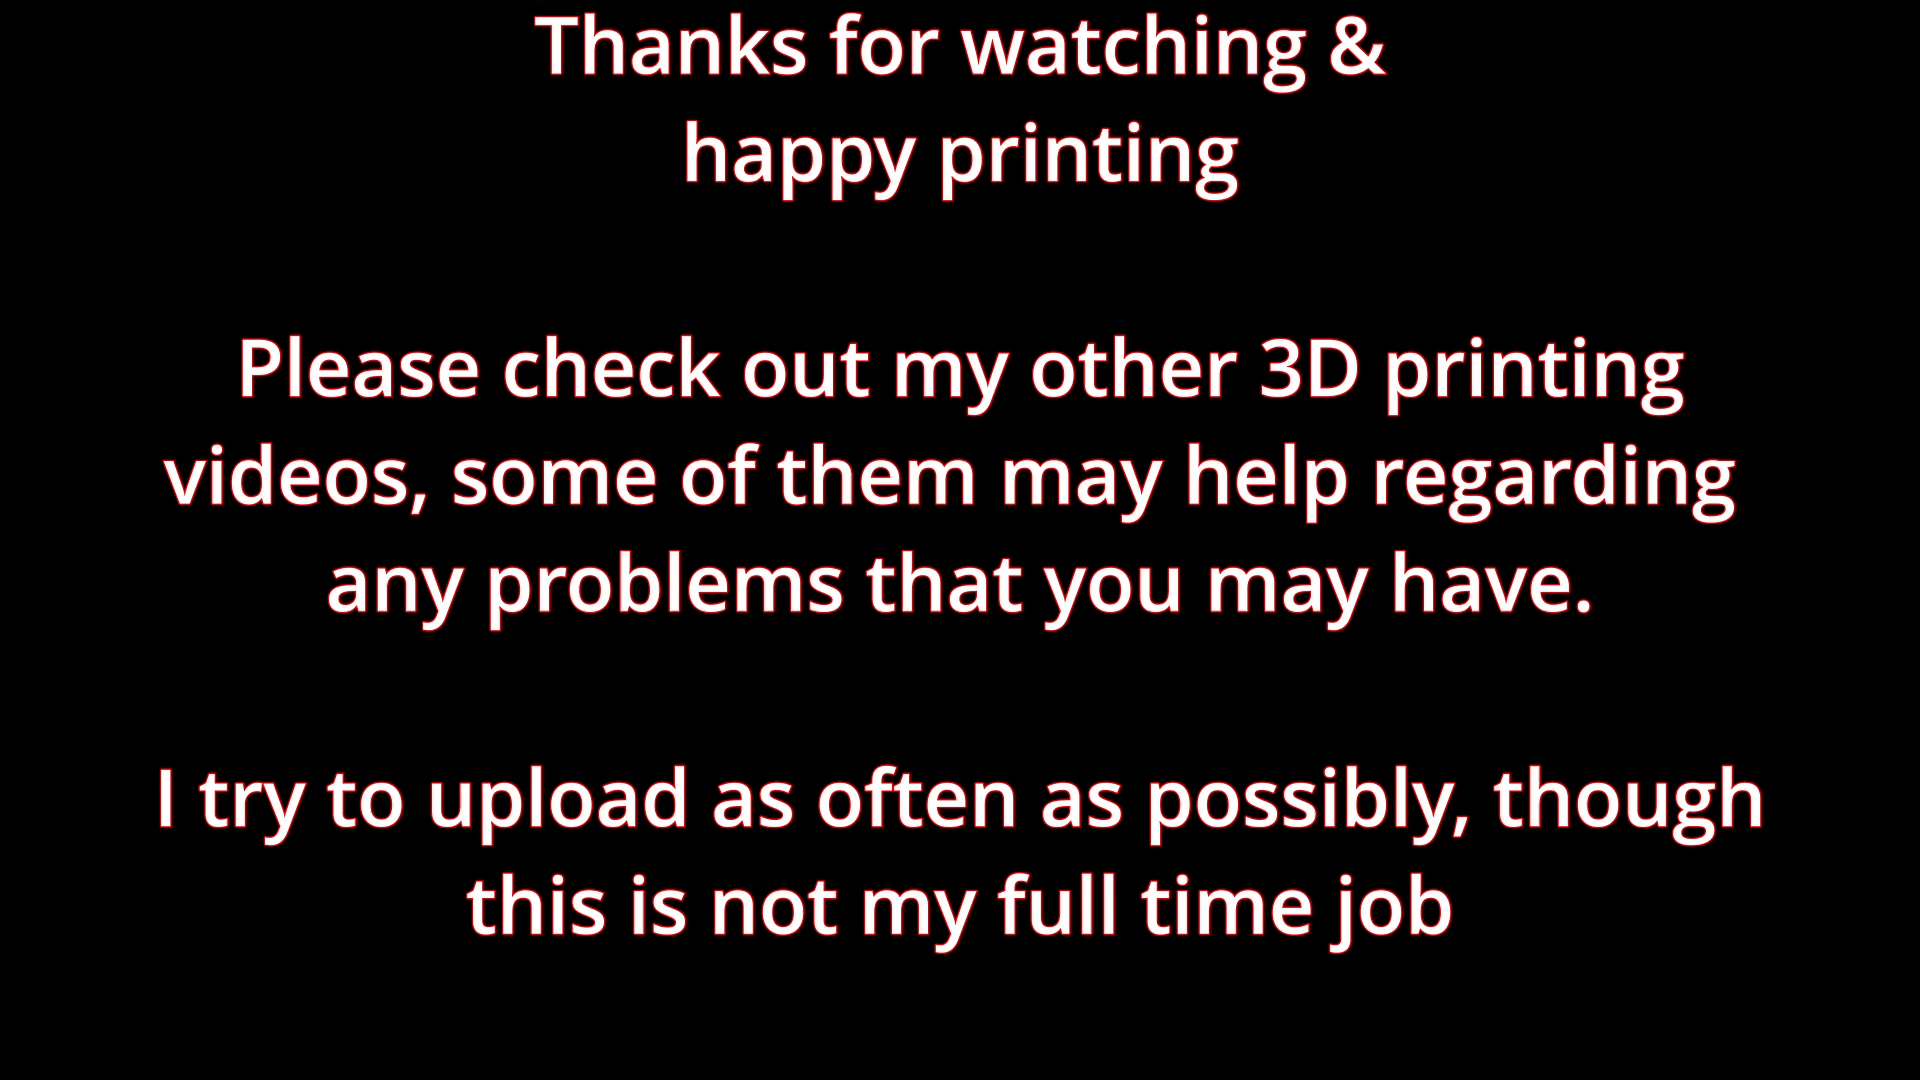 Thanks for watching &
happy printing
Please check out my other 3D printing
videos, some of them may help regarding
any problems that you may have.
I try to upload as often as possibly, though
this is not my full time job